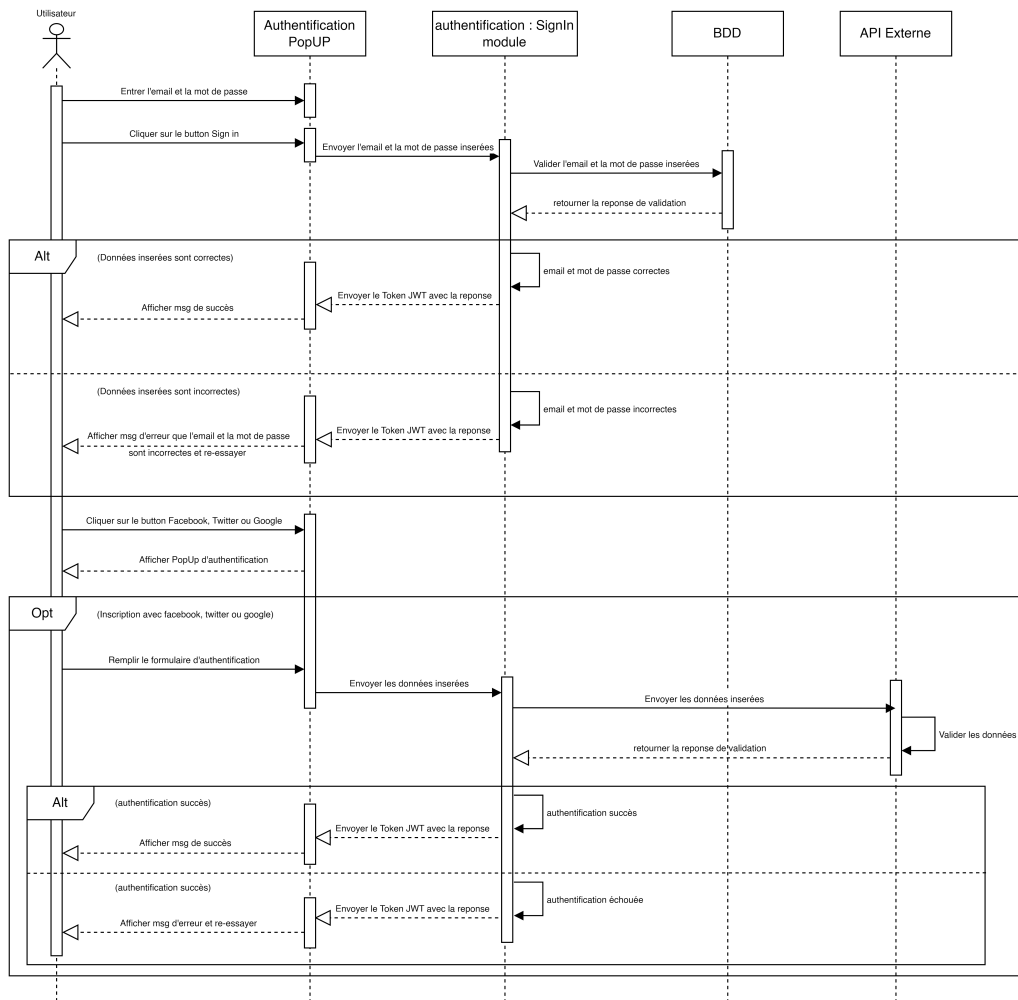 Utilisateur
Authentification
PopUP
authentification : SignIn
module
BDD
API Externe
Entrer l'email et la mot de passe
Cliquer sur le button Sign in
Envoyer l'email et la mot de passe inserées
Valider l'email et la mot de passe inserées
retourner la reponse de validation
Alt
(Données inserées sont correctes)
email et mot de passe correctes
Envoyer le Token JWT avec la reponse
Afficher msg de succès
(Données inserées sont incorrectes)
email et mot de passe incorrectes
Envoyer le Token JWT avec la reponse
Afficher msg d'erreur que l'email et la mot de passe
sont incorrectes et re-essayer
Cliquer sur le button Facebook, Twitter ou Google
Afficher PopUp d'authentification
Opt
(Inscription avec facebook, twitter ou google)
Remplir le formulaire d'authentification
Envoyer les données inserées
Envoyer les données inserées
Valider les données
retourner la reponse de validation
Alt
(authentification succès)
authentification succès
Envoyer le Token JWT avec la reponse
Afficher msg de succès
(authentification succès)
authentification échouée
Envoyer le Token JWT avec la reponse
Afficher msg d'erreur et re-essayer